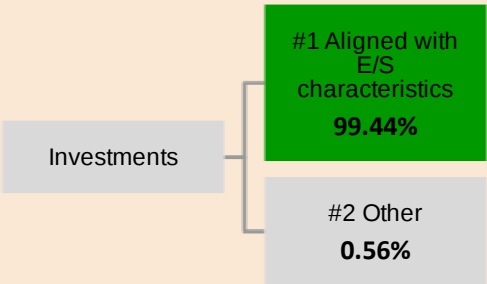 #1 Aligned with
E/S
characteristics
99.44%
Investments
#2 Other
0.56%